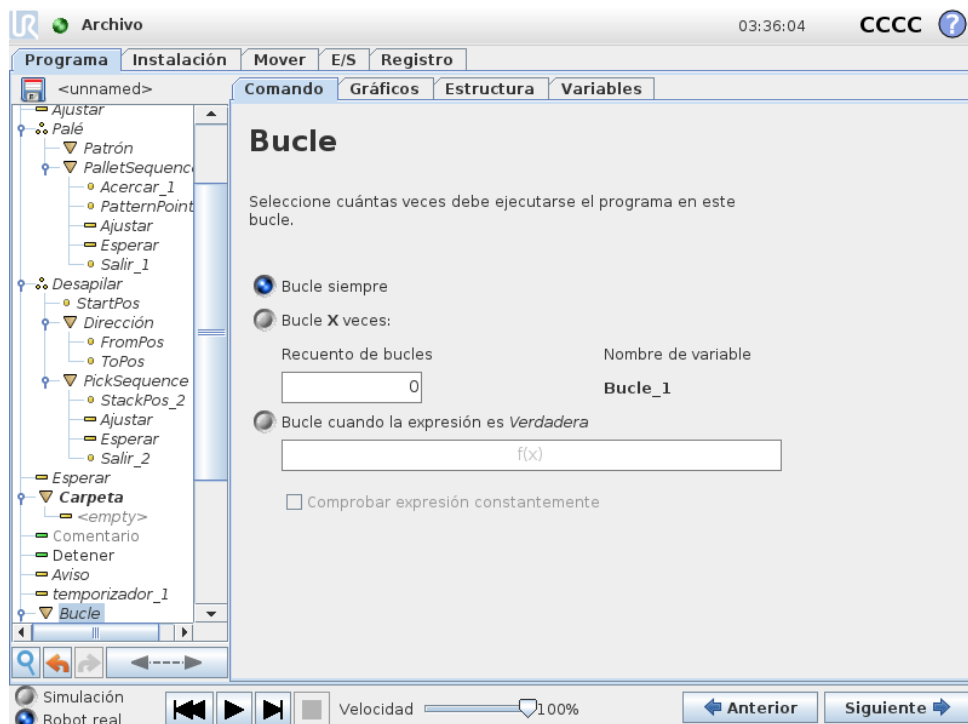 UR Archivo 03:36:04 CCCC ?
Programa Instalación Mover E/S Registro
<unnamed>
Comando Gráficos Estructura Variables
Ajustar
Palé
Patrón
PalletSequenc
Acercar_1
PatternPoint
Ajustar
Esperar
Salir_1
Desapilar
StartPos
Dirección
FromPos
ToPos
PickSequence
StackPos_2
Ajustar
Esperar
Salir_2
Esperar
Carpeta
<empty>
Comentario
Detener
Aviso
temporizador_1
Bucle
Bucle
Seleccione cuántas veces debe ejecutarse el programa en este
bucle.
Bucle siempre
Bucle X veces:
Recuento de bucles Nombre de variable
0 Bucle_1
Bucle cuando la expresión es Verdadera
f(x)
Comprobar expresión constantemente
Simulación
Robot real
Velocidad 100%
Anterior Siguiente